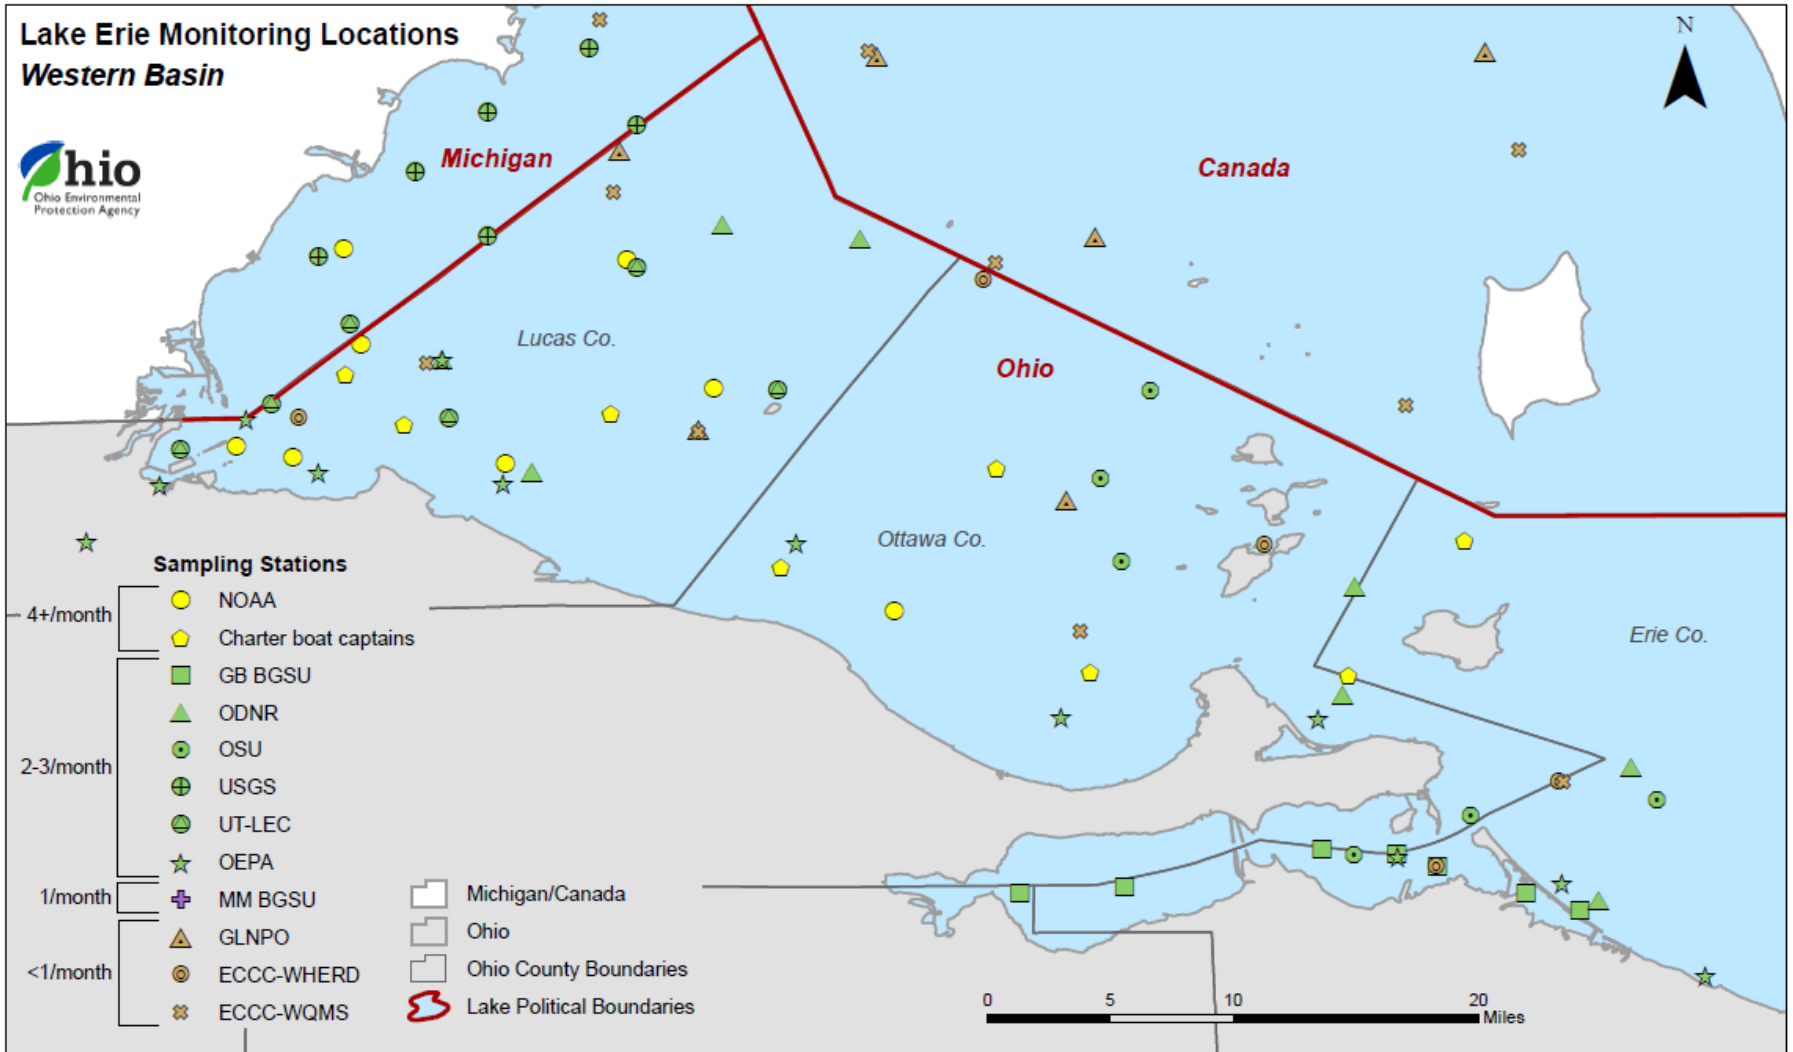 Lake Erie Monitoring Locations
Western Basin
N
Ohio
Ohio Environmental
Protection Agency
Michigan
Canada
Lucas Co.
Ohio
Ottawa Co.
Erie Co.
Sampling Stations
4+/month
NOAA
Charter boat captains
2-3/month
GB BGSU
ODNR
OSU
USGS
UT-LEC
OEPA
1/month
MM BGSU
<1/month
GLNPO
ECCC-WHERD
ECCC-WQMS
Michigan/Canada
Ohio
Ohio County Boundaries
Lake Political Boundaries
0 5 10 20
Miles